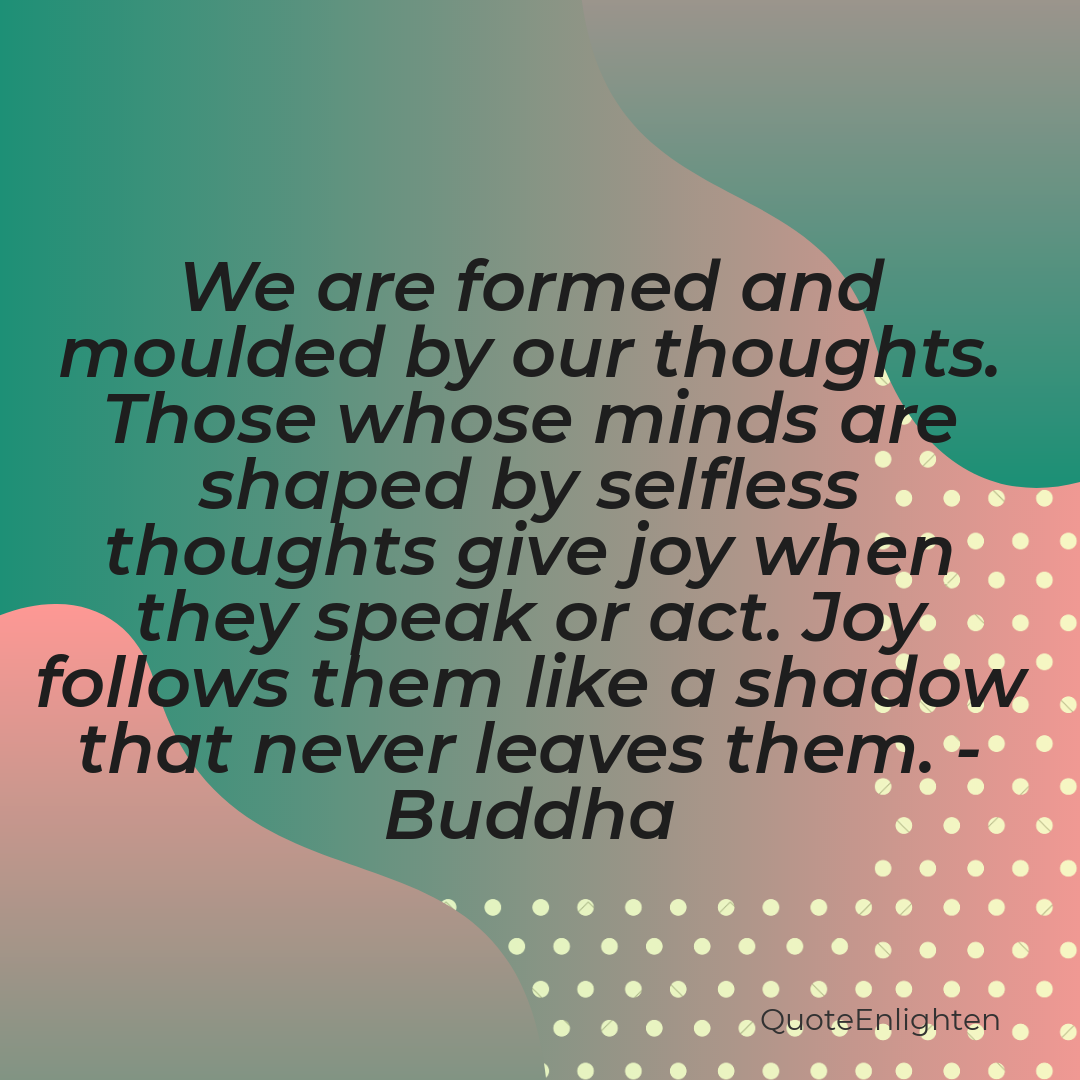 We are formed and
moulded by our thoughts.
Those whose minds are
shaped by selfless
thoughts give joy when
they speak or act. Joy
follows them like a shadow
that never leaves them. -
Buddha
QuoteEnlighten